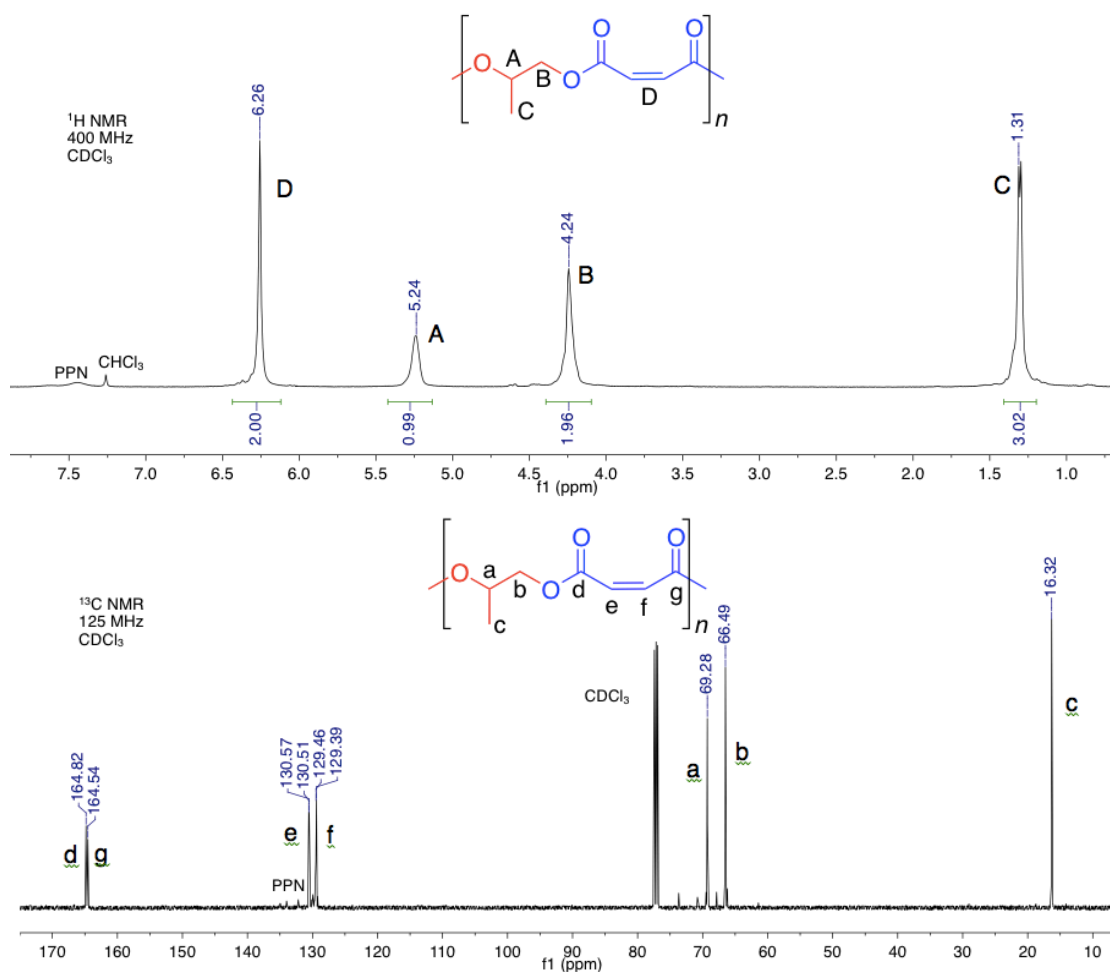 O
O
A
O
B
O
C
D
n
¹H NMR
400 MHz
CDCl₃
6.26
5.24
4.24
1.31
D
A
B
C
PPN
CHCl₃
2.00
0.99
1.96
3.02
7.5
7.0
6.5
6.0
5.5
5.0
4.5
4.0
3.5
3.0
2.5
2.0
1.5
1.0
f1 (ppm)
O
O
O
a
b
O
d
c
e
f
g
n
¹³C NMR
125 MHz
CDCl₃
164.82
164.54
130.57
130.51
129.46
129.39
69.28
66.49
16.32
CDCl₃
d
g
e
f
a
b
c
PPN
170
160
150
140
130
120
110
100
90
80
70
60
50
40
30
20
10
f1 (ppm)